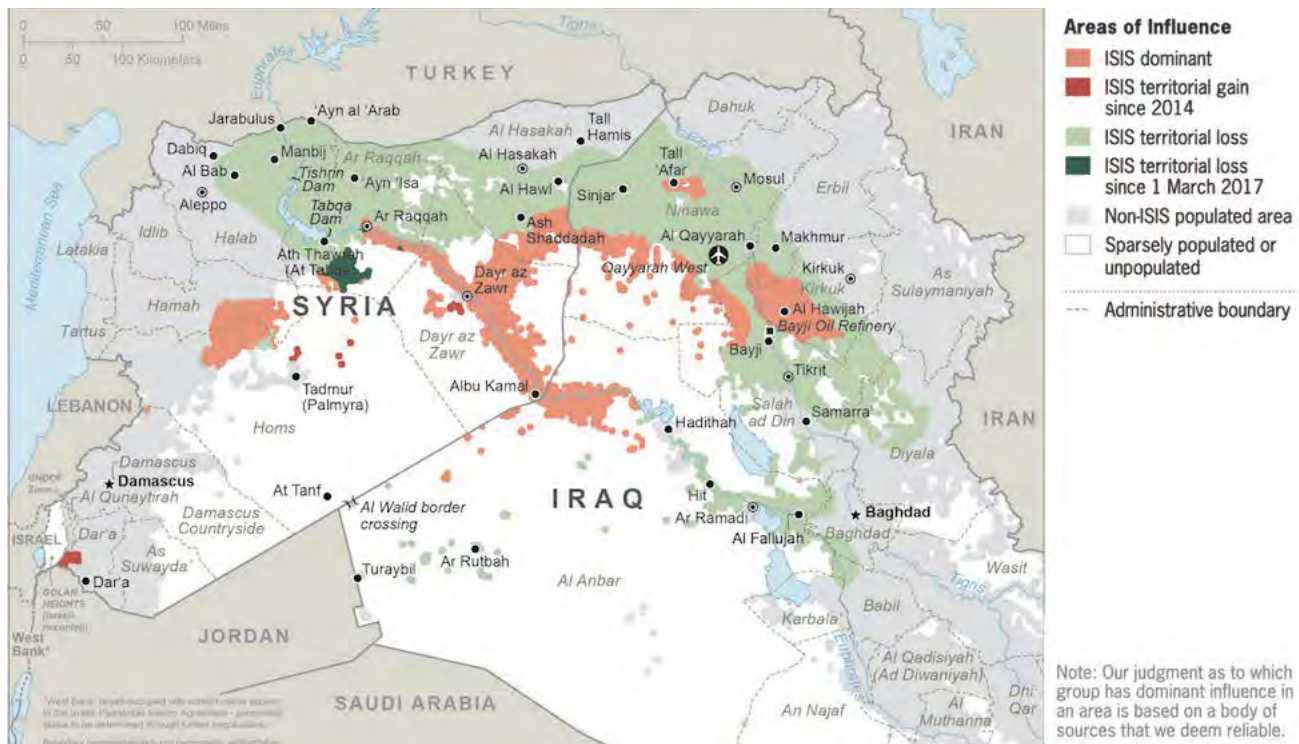 0 50 100 Miles
0 50 100 Kilometers
TURKEY
Tigris
Euphrates
IRAN
Dahuk
'Ayn al 'Arab
Jarabulus
Tall
Hamis
Al Hasakah
Dabiq
Manbij
Ar Raqqah
Al Hasakah
Tall
'Afar
Mosul
Al Bab
Tishrin
Dam
Ayn 'Isa
Al Hawl
Sinjar
Erbil
Aleppo
Tabqa
Dam
Ar Raqqah
Ninawa
Mediterranean Sea
Idlib
Halab
Ash
Shaddadah
Al Qayyarah
Makhmur
Latakia
Ath Thawrah
(At Tabqa)
Dayr az
Zawr
Qayyarah West
Kirkuk
Kirkuk
As
Sulaymaniyah
Hamah
SYRIA
Al Hawijah
Tartus
Dayr az
Zawr
Bayji Oil Refinery
Bayji
Tikrit
Tadmur
(Palmyra)
Albu Kamal
LEBANON
Salah
ad Din
Samarra
IRAN
Homs
Hadithah
Diyala
Damascus
Damascus
UNDOF
Zone
Al Qunaytirah
At Tanf
Al Walid border
crossing
IRAQ
Hit
Ar Ramadi
Baghdad
Damascus
Countryside
ISRAEL
Dar'a
As
Suwayda'
Al Fallujah
Baghdad
Ar Rutbah
Turaybil
Al Anbar
Wasit
Dar'a
Tigris
GOLAN
HEIGHTS
(Israeli-
occupied)
Babil
Karbala
West
Bank*
JORDAN
Euphrates
Al Qadisiyah
(Ad Diwaniyah)
SAUDI ARABIA
An Najaf
Al
Muthanna
Dhi
Qar
Areas of Influence
ISIS dominant
ISIS territorial gain
since 2014
ISIS territorial loss
ISIS territorial loss
since 1 March 2017
Non-ISIS populated area
Sparsely populated or
unpopulated
Administrative boundary
Note: Our judgment as to which
group has dominant influence in
an area is based on a body of
sources that we deem reliable.